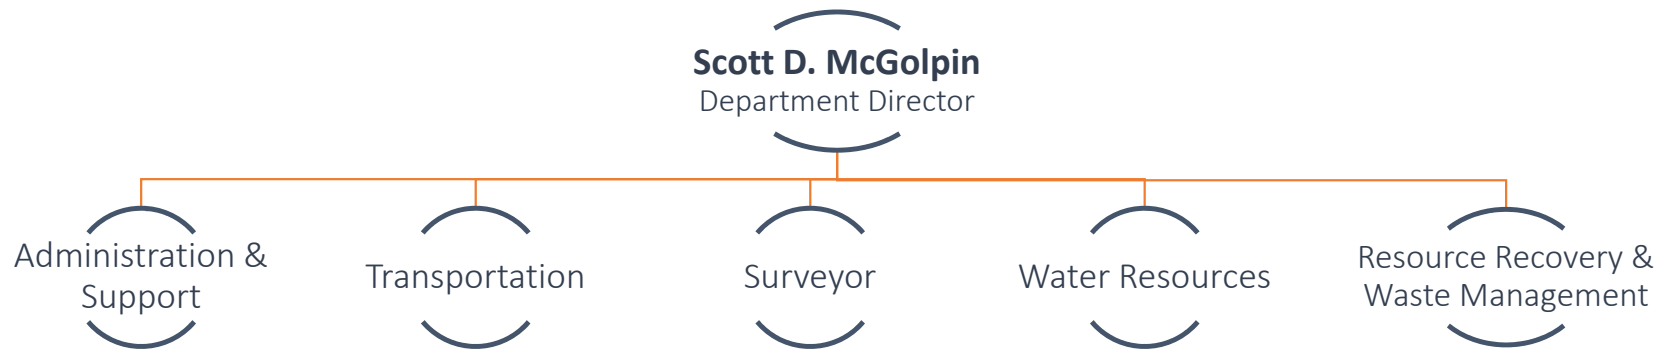 Scott D. McGolpin
Department Director
Administration &
Support
Transportation
Surveyor
Water Resources
Resource Recovery &
Waste Management